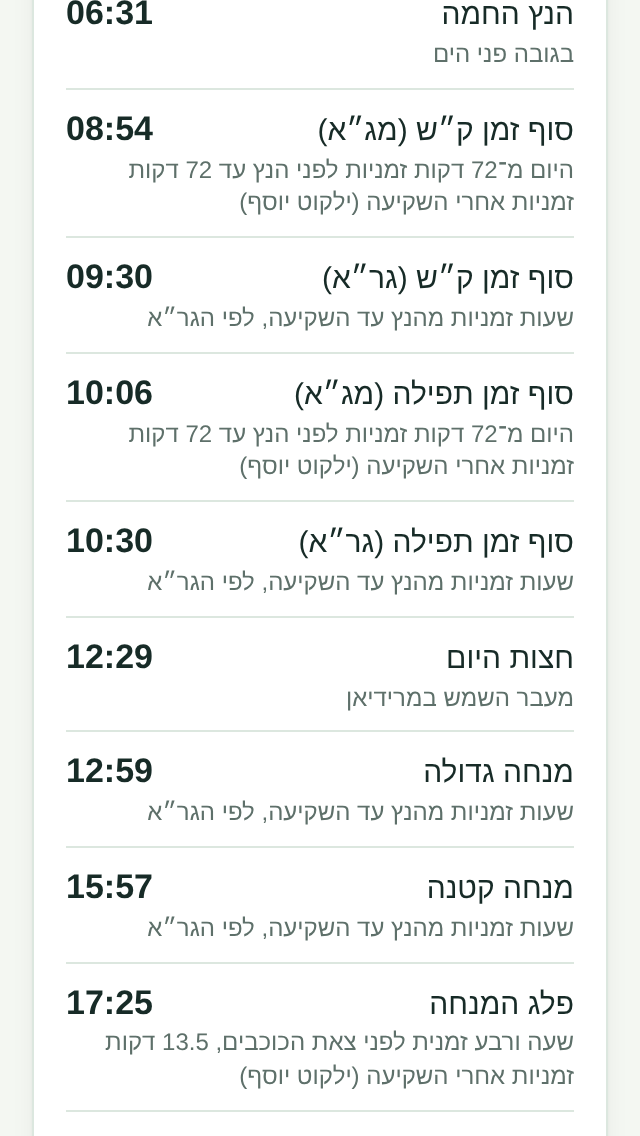 הנץ החמה 06:31
בגובה פני הים
סוף זמן ק״ש (מג״א) 08:54
היום מ־72 דקות זמניות לפני הנץ עד 72 דקות
זמניות אחרי השקיעה (ילקוט יוסף)
סוף זמן ק״ש (גר״א) 09:30
שעות זמניות מהנץ עד השקיעה, לפי הגר״א
סוף זמן תפילה (מג״א) 10:06
היום מ־72 דקות זמניות לפני הנץ עד 72 דקות
זמניות אחרי השקיעה (ילקוט יוסף)
סוף זמן תפילה (גר״א) 10:30
שעות זמניות מהנץ עד השקיעה, לפי הגר״א
חצות היום 12:29
מעבר השמש במרידיאן
מנחה גדולה 12:59
שעות זמניות מהנץ עד השקיעה, לפי הגר״א
מנחה קטנה 15:57
שעות זמניות מהנץ עד השקיעה, לפי הגר״א
פלג המנחה 17:25
שעה ורבע זמנית לפני צאת הכוכבים, 13.5 דקות
זמניות אחרי השקיעה (ילקוט יוסף)